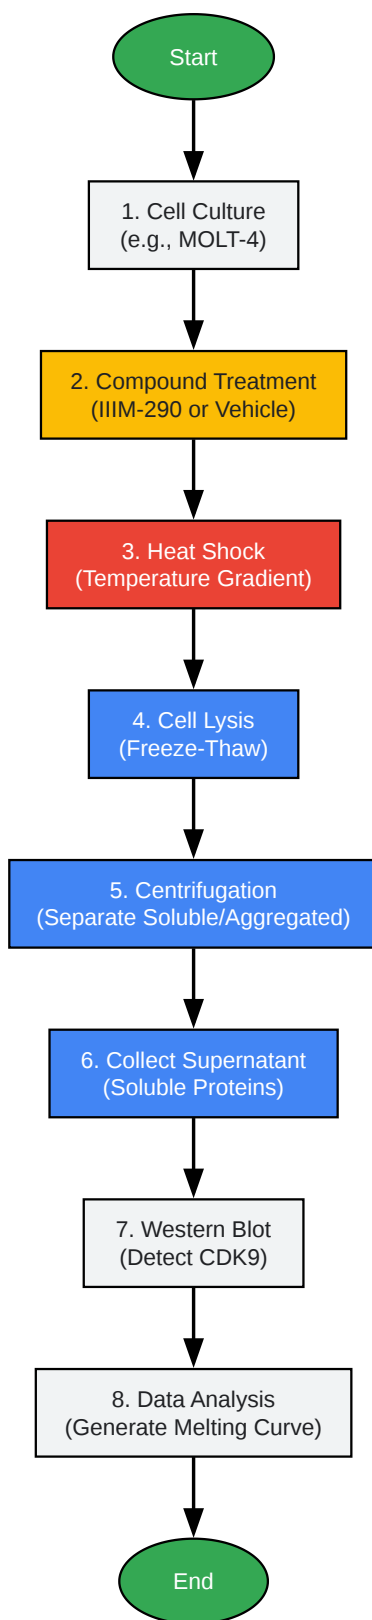 Start
1. Cell Culture
(e.g., MOLT-4)
2. Compound Treatment
(IIIM-290 or Vehicle)
3. Heat Shock
(Temperature Gradient)
4. Cell Lysis
(Freeze-Thaw)
5. Centrifugation
(Separate Soluble/Aggregated)
6. Collect Supernatant
(Soluble Proteins)
7. Western Blot
(Detect CDK9)
8. Data Analysis
(Generate Melting Curve)
End